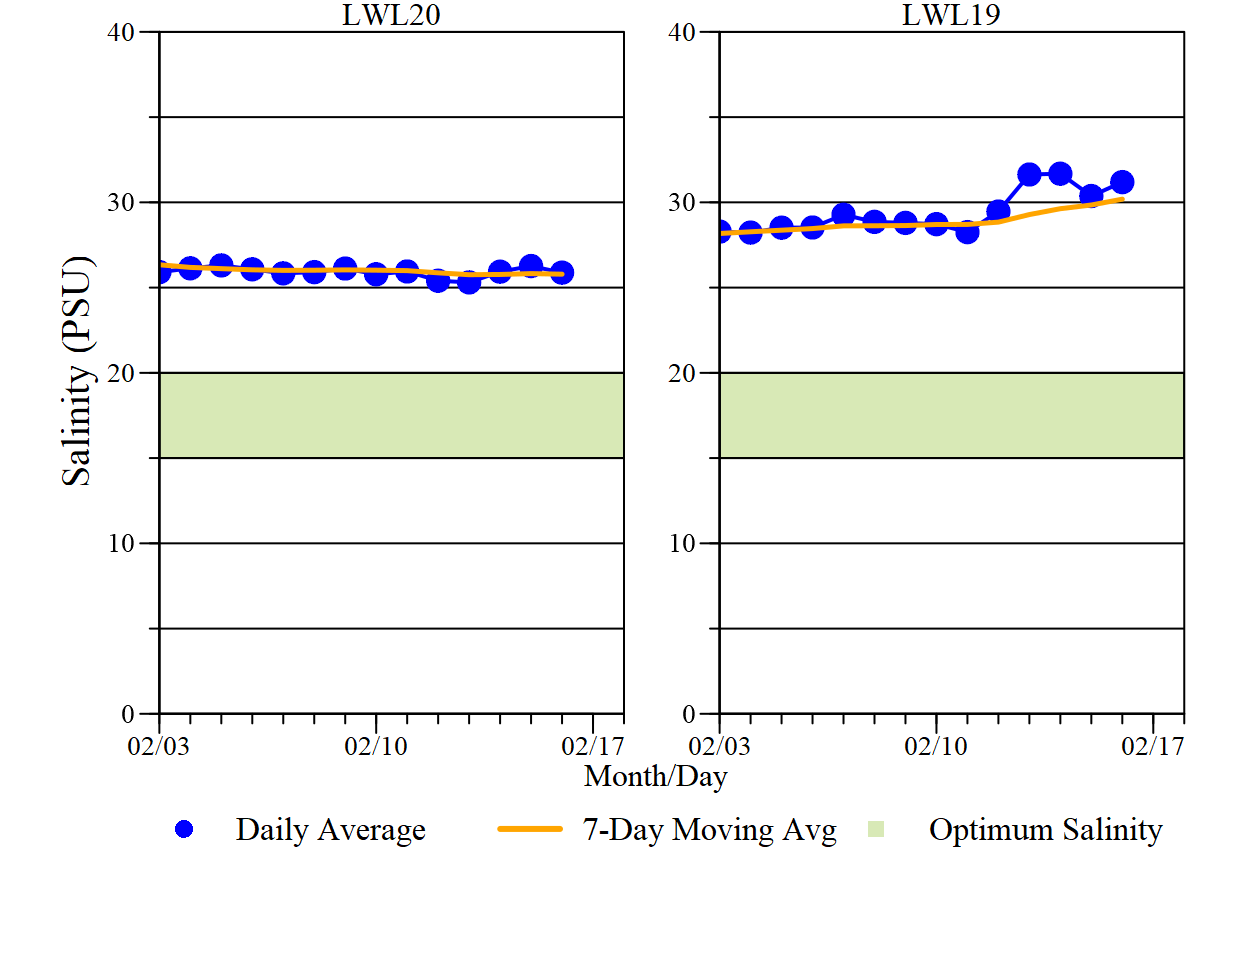 LWL20 LWL19
40 40
30 30
20 20
10 10
0 0
Salinity (PSU)
02/03 02/10 02/17 02/03 02/10 02/17
Month/Day
Daily Average 7-Day Moving Avg Optimum Salinity